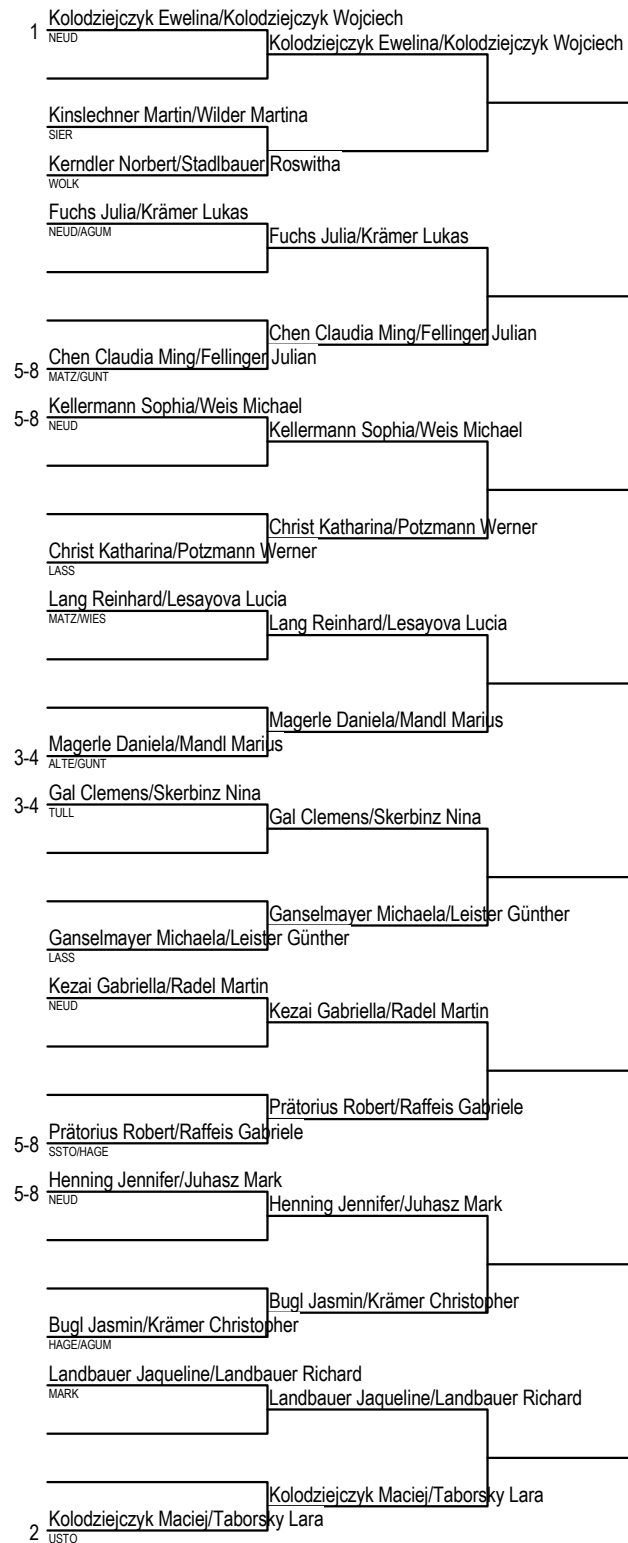 Kolodziejczyk Ewelina/Kolodziejczyk Wojciech
1 NEUD
Kolodziejczyk Ewelina/Kolodziejczyk Wojciech
Kinslechner Martin/Wilder Martina
SIER
Kerndler Norbert/Stadlbauer Roswitha
WOLK
Fuchs Julia/Krämer Lukas
NEUD/AGUM
Fuchs Julia/Krämer Lukas
Chen Claudia Ming/Fellinger Julian
Chen Claudia Ming/Fellinger Julian
5-8 MATZ/GUNT
Kellermann Sophia/Weis Michael
5-8 NEUD
Kellermann Sophia/Weis Michael
Christ Katharina/Potzmann Werner
Christ Katharina/Potzmann Werner
LASS
Lang Reinhard/Lesayova Lucia
MATZ/WIES
Lang Reinhard/Lesayova Lucia
Magerle Daniela/Mandl Marius
Magerle Daniela/Mandl Marius
3-4 ALTE/GUNT
Gal Clemens/Skerbinz Nina
3-4 TULL
Gal Clemens/Skerbinz Nina
Ganselmayer Michaela/Leister Günther
Ganselmayer Michaela/Leister Günther
LASS
Kezai Gabriella/Radel Martin
NEUD
Kezai Gabriella/Radel Martin
Prätorius Robert/Raffeis Gabriele
Prätorius Robert/Raffeis Gabriele
5-8 SSTO/HAGE
Henning Jennifer/Juhasz Mark
5-8 NEUD
Henning Jennifer/Juhasz Mark
Bugl Jasmin/Krämer Christopher
Bugl Jasmin/Krämer Christopher
HAGE/AGUM
Landbauer Jaqueline/Landbauer Richard
MARK
Landbauer Jaqueline/Landbauer Richard
Kolodziejczyk Maciej/Taborsky Lara
Kolodziejczyk Maciej/Taborsky Lara
2 USTO